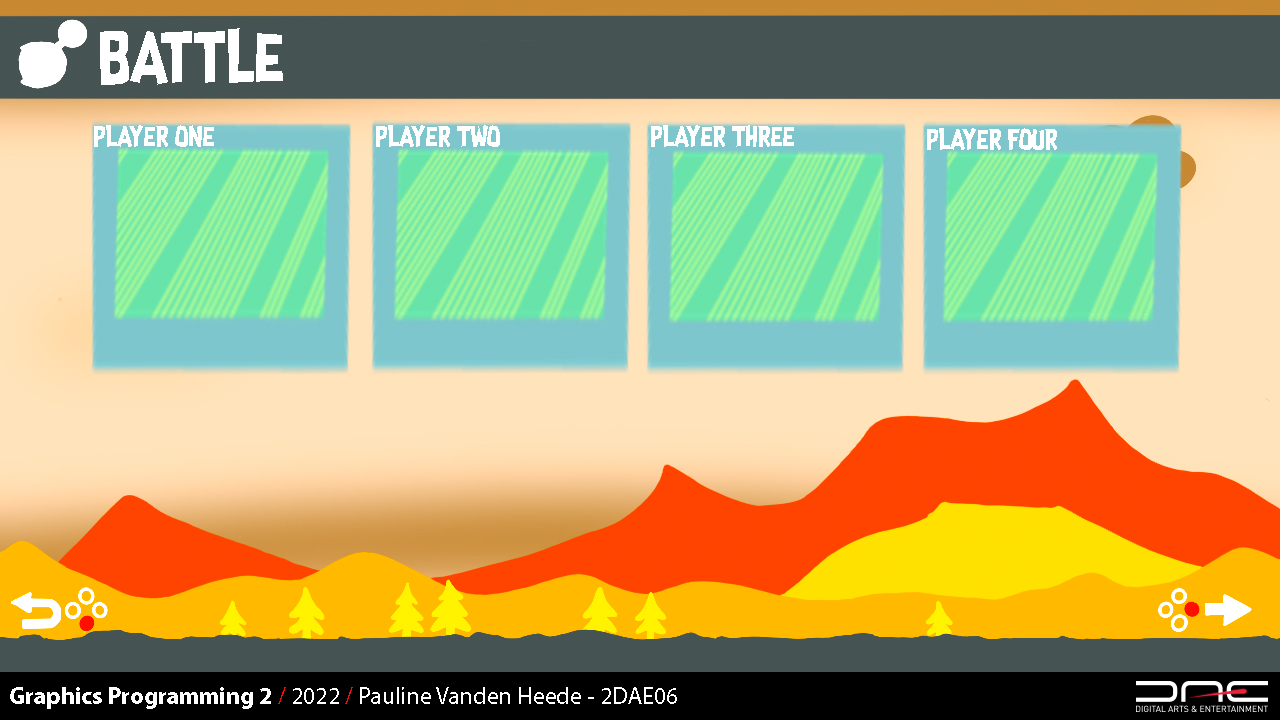 BATTLE
PLAYER ONE
PLAYER TWO
PLAYER THREE
PLAYER FOUR
Graphics Programming 2 / 2022 / Pauline Vanden Heede - 2DAE06
DAE
DIGITAL ARTS & ENTERTAINMENT